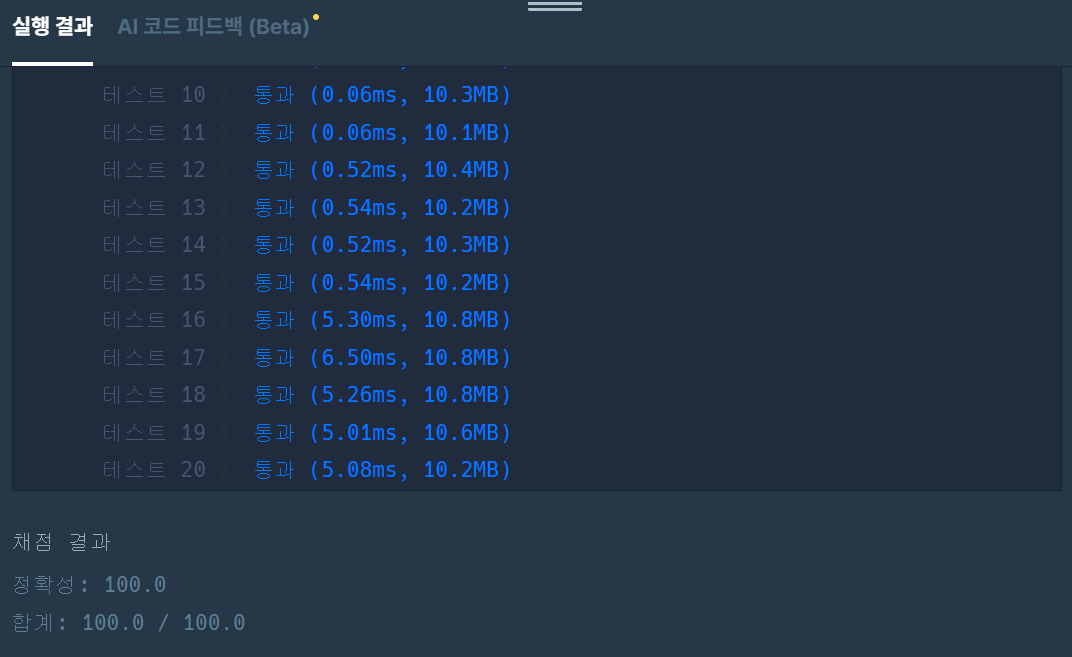 실행 결과 AI 코드 피드백 (Beta)
테스트 10 〉 통과 (0.06ms, 10.3MB)
테스트 11 〉 통과 (0.06ms, 10.1MB)
테스트 12 〉 통과 (0.52ms, 10.4MB)
테스트 13 〉 통과 (0.54ms, 10.2MB)
테스트 14 〉 통과 (0.52ms, 10.3MB)
테스트 15 〉 통과 (0.54ms, 10.2MB)
테스트 16 〉 통과 (5.30ms, 10.8MB)
테스트 17 〉 통과 (6.50ms, 10.8MB)
테스트 18 〉 통과 (5.26ms, 10.8MB)
테스트 19 〉 통과 (5.01ms, 10.6MB)
테스트 20 〉 통과 (5.08ms, 10.2MB)
채점 결과
정확성: 100.0
합계: 100.0 / 100.0